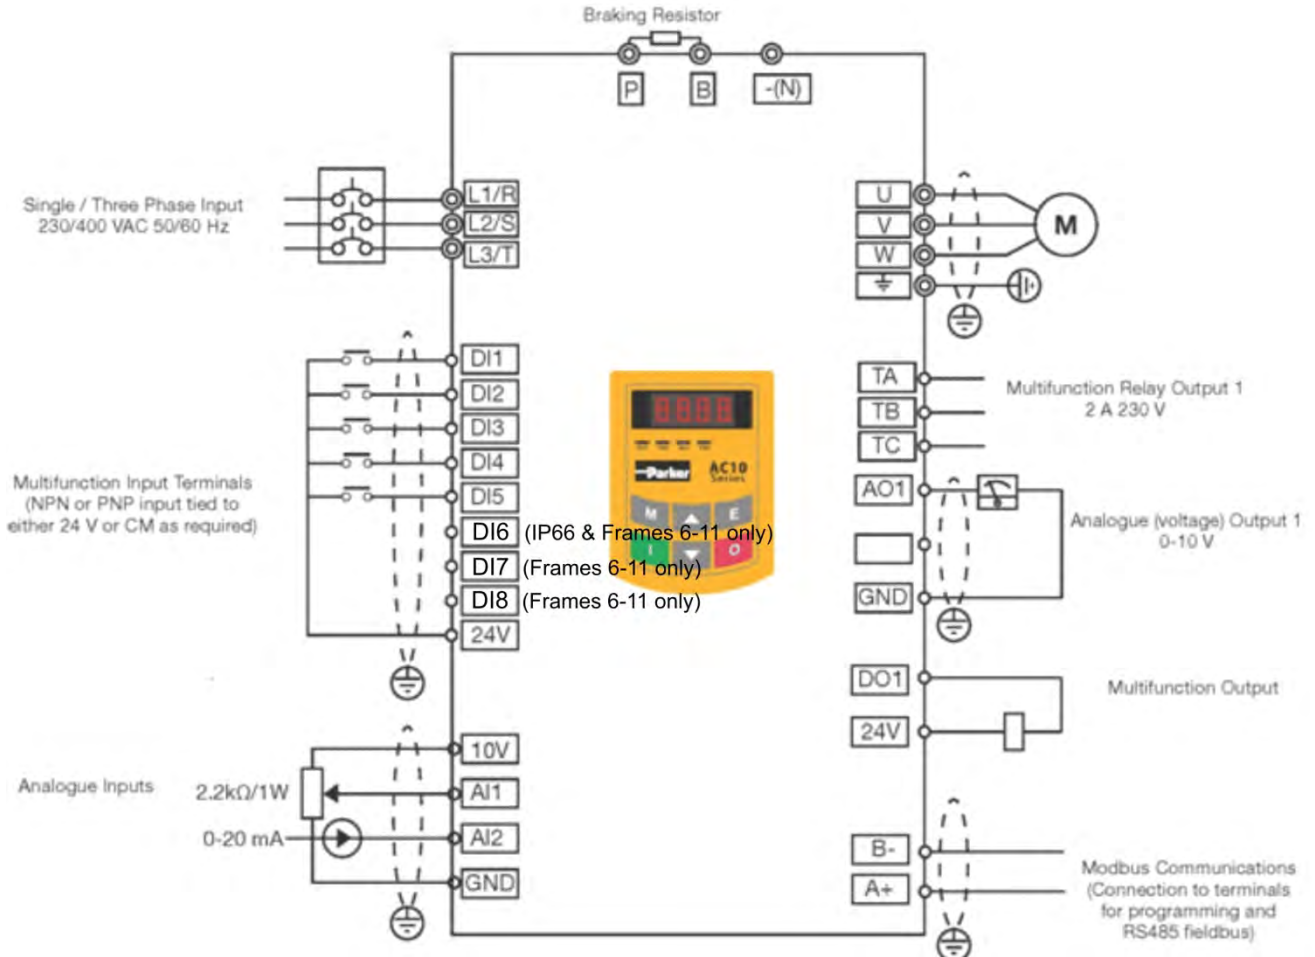 Braking Resistor
P
B
-(N)
Single / Three Phase Input
230/400 VAC 50/60 Hz
L1/R
L2/S
L3/T
U
V
W
M
DI1
DI2
DI3
DI4
DI5
DI6 (IP66 & Frames 6-11 only)
DI7 (Frames 6-11 only)
DI8 (Frames 6-11 only)
24V
Multifunction Input Terminals
(NPN or PNP input tied to
either 24 V or CM as required)
0000
Parker
AC10
Series
M
E
I
O
TA
TB
TC
Multifunction Relay Output 1
2 A 230 V
AO1
GND
Analogue (voltage) Output 1
0-10 V
DO1
24V
Multifunction Output
Analogue Inputs
2.2kΩ/1W
0-20 mA
10V
AI1
AI2
GND
B-
A+
Modbus Communications
(Connection to terminals
for programming and
RS485 fieldbus)